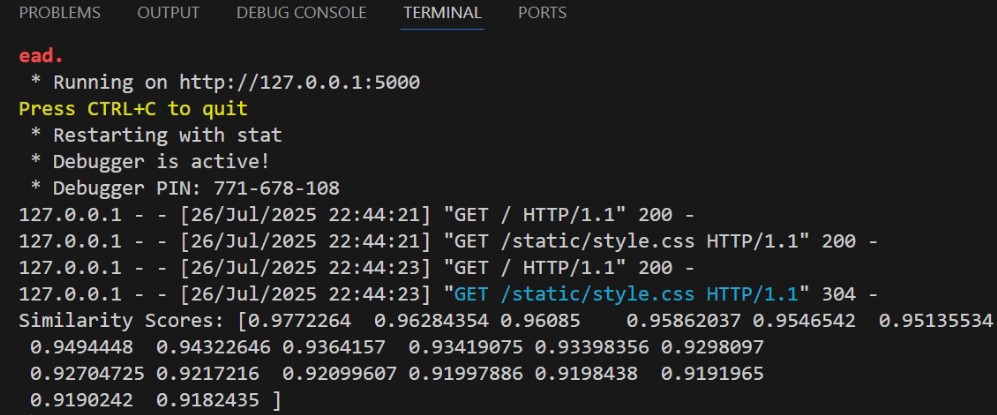 PROBLEMS OUTPUT DEBUG CONSOLE TERMINAL PORTS
ead.
 * Running on http://127.0.0.1:5000
Press CTRL+C to quit
 * Restarting with stat
 * Debugger is active!
 * Debugger PIN: 771-678-108
127.0.0.1 - - [26/Jul/2025 22:44:21] "GET / HTTP/1.1" 200 -
127.0.0.1 - - [26/Jul/2025 22:44:21] "GET /static/style.css HTTP/1.1" 200 -
127.0.0.1 - - [26/Jul/2025 22:44:23] "GET / HTTP/1.1" 200 -
127.0.0.1 - - [26/Jul/2025 22:44:23] "GET /static/style.css HTTP/1.1" 304 -
Similarity Scores: [0.9772264  0.96284354 0.96085    0.95862037 0.9546542  0.95135534
 0.9494448  0.94322646 0.9364157  0.93419075 0.93398356 0.9298097
 0.92704725 0.9217216  0.92099607 0.91997886 0.9198438  0.9191965
 0.9190242  0.9182435 ]